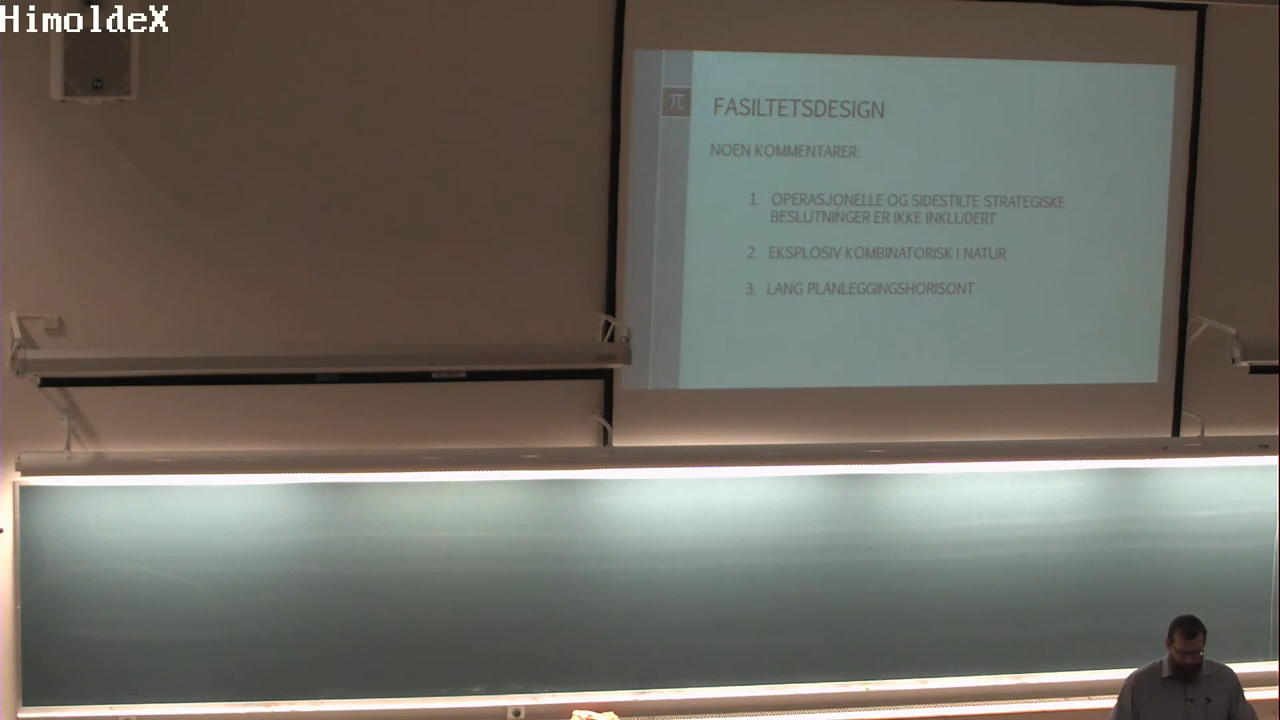 HimoldeX
π
FASILTETSDESIGN
NOEN KOMMENTARER:
1. OPERASJONELLE OG SIDESTILTE STRATEGISKE
BESLUTNINGER ER IKKE INKLUDERT
2. EKSPLOSIV KOMBINATORISK I NATUR
3. LANG PLANLEGGINGSHORISONT